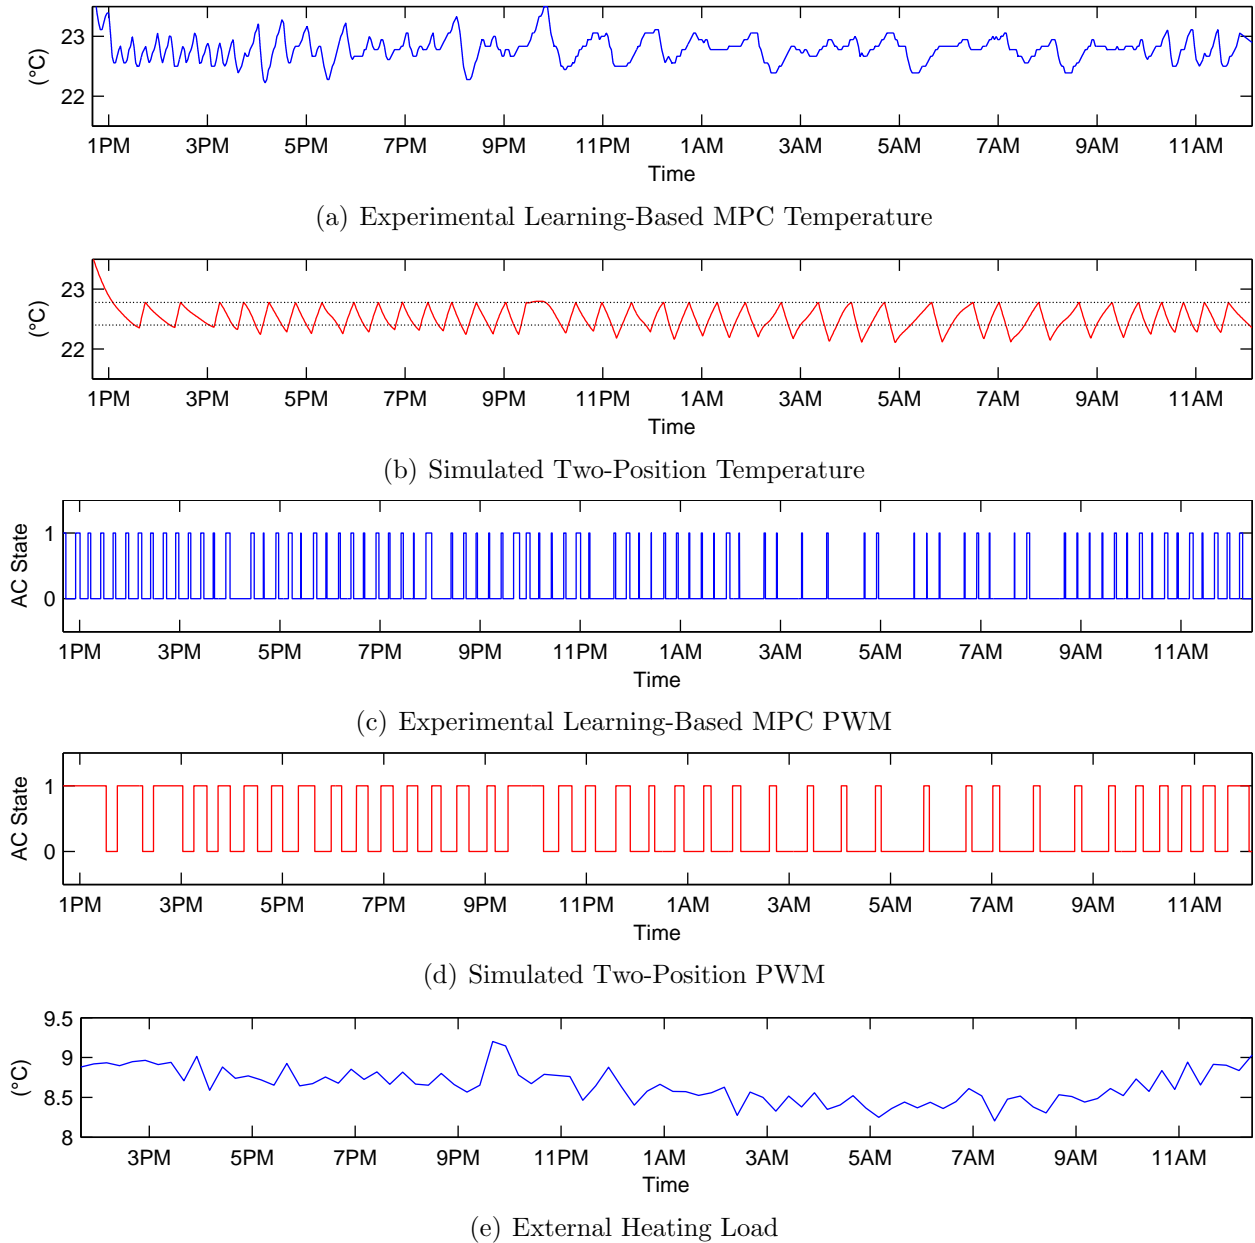 23
22
(°C)
1PM 3PM 5PM 7PM 9PM 11PM 1AM 3AM 5AM 7AM 9AM 11AM
Time
(a) Experimental Learning-Based MPC Temperature
23
22
(°C)
1PM 3PM 5PM 7PM 9PM 11PM 1AM 3AM 5AM 7AM 9AM 11AM
Time
(b) Simulated Two-Position Temperature
1
0
AC State
1PM 3PM 5PM 7PM 9PM 11PM 1AM 3AM 5AM 7AM 9AM 11AM
Time
(c) Experimental Learning-Based MPC PWM
1
0
AC State
1PM 3PM 5PM 7PM 9PM 11PM 1AM 3AM 5AM 7AM 9AM 11AM
Time
(d) Simulated Two-Position PWM
9.5
9
8.5
8
(°C)
3PM 5PM 7PM 9PM 11PM 1AM 3AM 5AM 7AM 9AM 11AM
Time
(e) External Heating Load